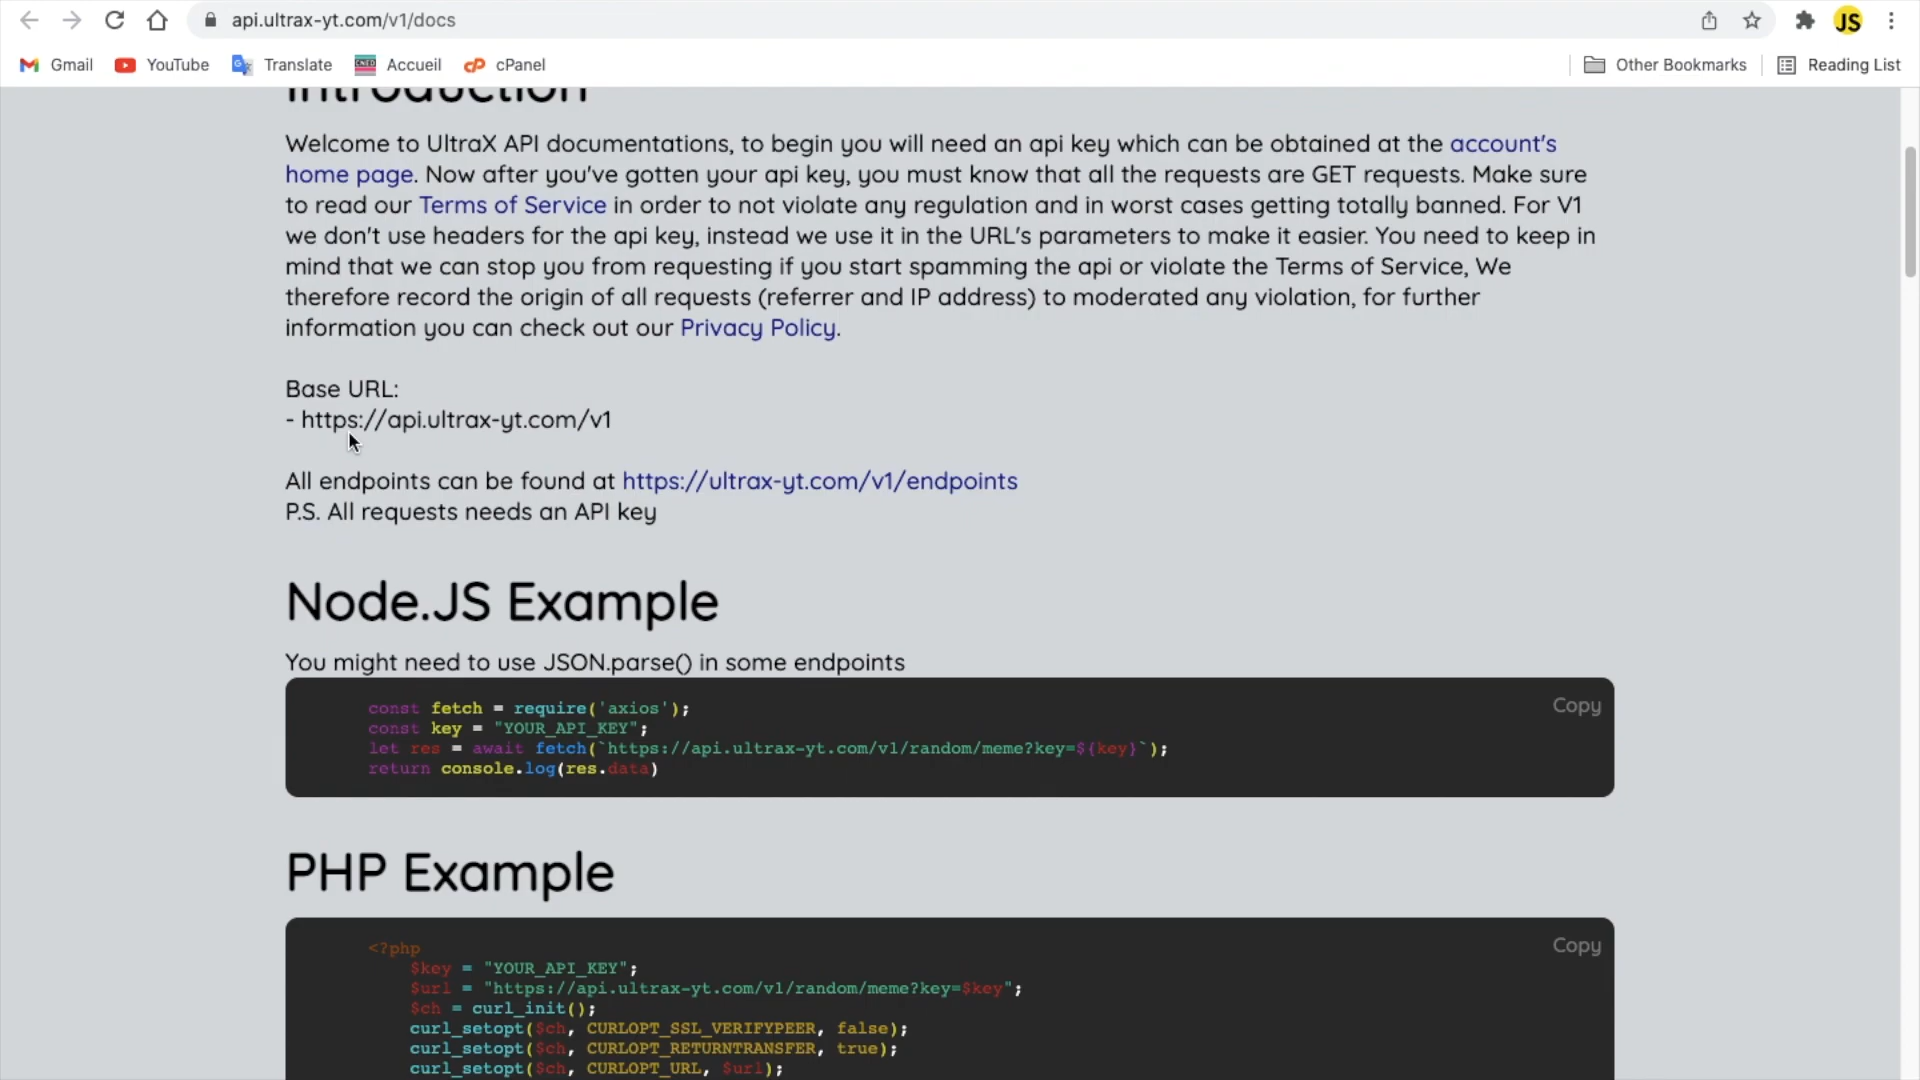 api.ultrax-yt.com/v1/docs
JS
Gmail YouTube Translate CNED Accueil cPanel Other Bookmarks Reading List
Introduction
Welcome to UltraX API documentations, to begin you will need an api key which can be obtained at the account's
home page. Now after you've gotten your api key, you must know that all the requests are GET requests. Make sure
to read our Terms of Service in order to not violate any regulation and in worst cases getting totally banned. For V1
we don't use headers for the api key, instead we use it in the URL's parameters to make it easier. You need to keep in
mind that we can stop you from requesting if you start spamming the api or violate the Terms of Service, We
therefore record the origin of all requests (referrer and IP address) to moderated any violation, for further
information you can check out our Privacy Policy.
Base URL:
- https://api.ultrax-yt.com/v1
All endpoints can be found at https://ultrax-yt.com/v1/endpoints
P.S. All requests needs an API key
Node.JS Example
You might need to use JSON.parse() in some endpoints
Copy
const fetch = require('axios');
const key = "YOUR_API_KEY";
let res = await fetch(`https://api.ultrax-yt.com/v1/random/meme?key=${key}`);
return console.log(res.data)
PHP Example
Copy
<?php
$key = "YOUR_API_KEY";
$url = "https://api.ultrax-yt.com/v1/random/meme?key=$key";
$ch = curl_init();
curl_setopt($ch, CURLOPT_SSL_VERIFYPEER, false);
curl_setopt($ch, CURLOPT_RETURNTRANSFER, true);
curl_setopt($ch, CURLOPT_URL, $url);